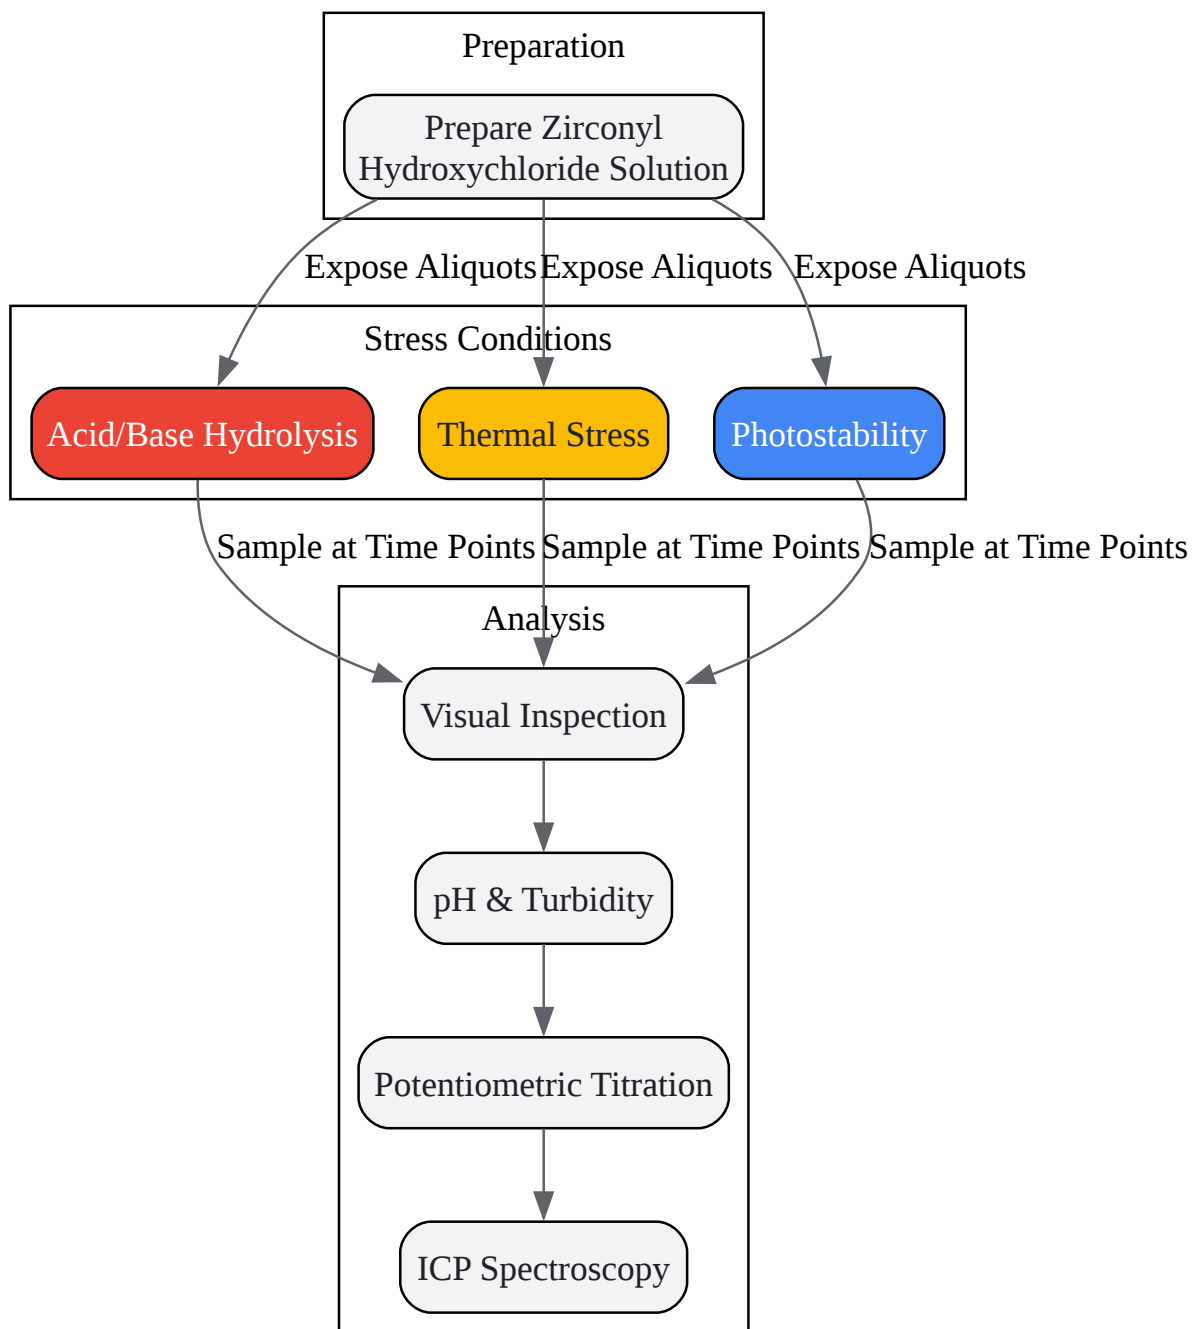 Preparation
Prepare Zirconyl
Hydroxychloride Solution
Expose Aliquots
Expose Aliquots
Expose Aliquots
Stress Conditions
Acid/Base Hydrolysis
Thermal Stress
Photostability
Sample at Time Points
Sample at Time Points
Sample at Time Points
Analysis
Visual Inspection
pH & Turbidity
Potentiometric Titration
ICP Spectroscopy